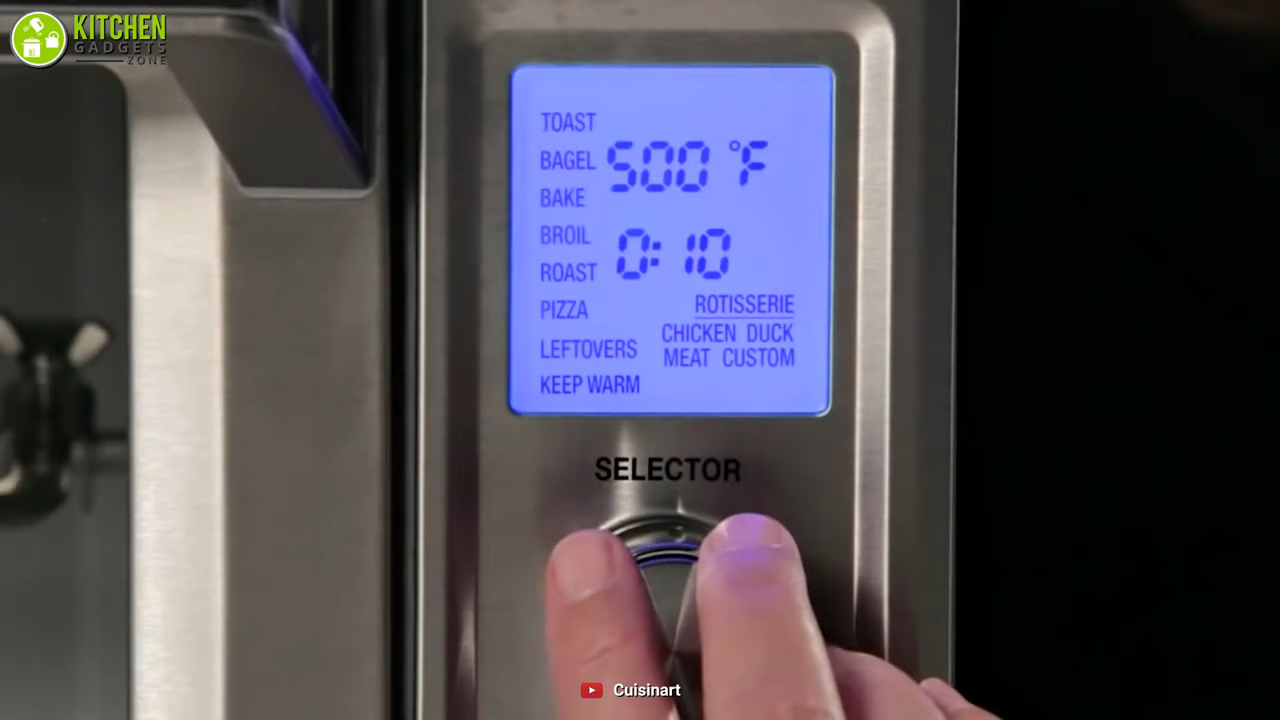 KITCHEN
GADGETS
ZONE
TOAST
BAGEL
500 °F
BAKE
BROIL
0:10
ROAST
PIZZA
ROTISSERIE
CHICKEN DUCK
LEFTOVERS
MEAT CUSTOM
KEEP WARM
SELECTOR
Cuisinart